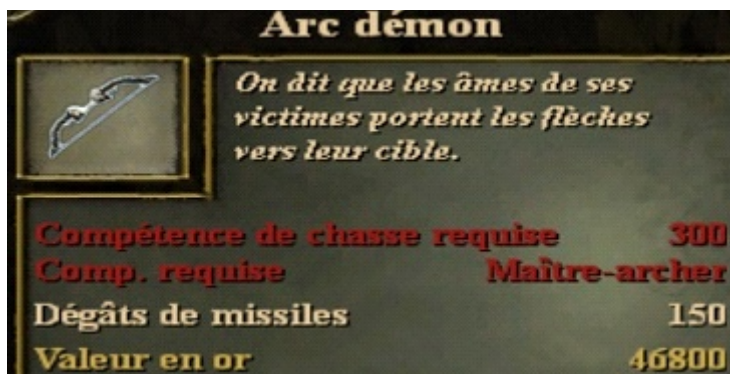 Arc démon
On dit que les âmes de ses
victimes portent les flèches
vers leur cible.
Compétence de chasse requise 300
Comp. requise Maître-archer
Dégâts de missiles 150
Valeur en or 46800